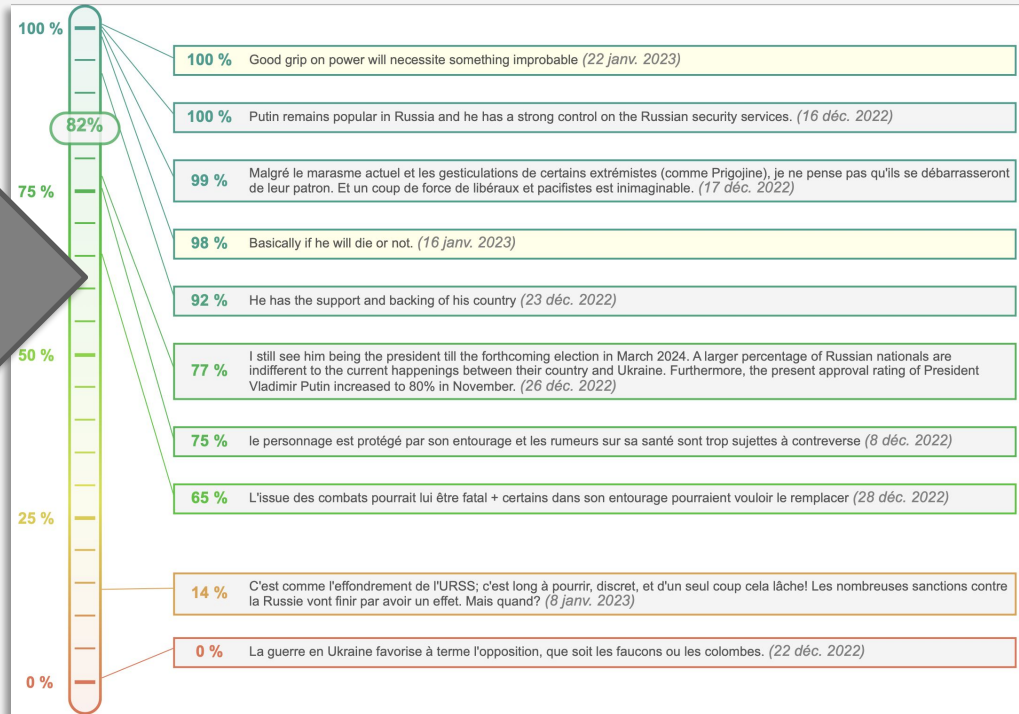 100 %
82%
75 %
50 %
25 %
0 %
100 % Good grip on power will necessite something improbable (22 janv. 2023)
100 % Putin remains popular in Russia and he has a strong control on the Russian security services. (16 déc. 2022)
99 % Malgré le marasme actuel et les gesticulations de certains extrémistes (comme Prigojine), je ne pense pas qu'ils se débarrasseront
de leur patron. Et un coup de force de libéraux et pacifistes est inimaginable. (17 déc. 2022)
98 % Basically if he will die or not. (16 janv. 2023)
92 % He has the support and backing of his country (23 déc. 2022)
77 % I still see him being the president till the forthcoming election in March 2024. A larger percentage of Russian nationals are
indifferent to the current happenings between their country and Ukraine. Furthermore, the present approval rating of President
Vladimir Putin increased to 80% in November. (26 déc. 2022)
75 % le personnage est protégé par son entourage et les rumeurs sur sa santé sont trop sujettes à contreverse (8 déc. 2022)
65 % L'issue des combats pourrait lui être fatal + certains dans son entourage pourraient vouloir le remplacer (28 déc. 2022)
14 % C'est comme l'effondrement de l'URSS; c'est long à pourrir, discret, et d'un seul coup cela lâche! Les nombreuses sanctions contre
la Russie vont finir par avoir un effet. Mais quand? (8 janv. 2023)
0 % La guerre en Ukraine favorise à terme l'opposition, que soit les faucons ou les colombes. (22 déc. 2022)